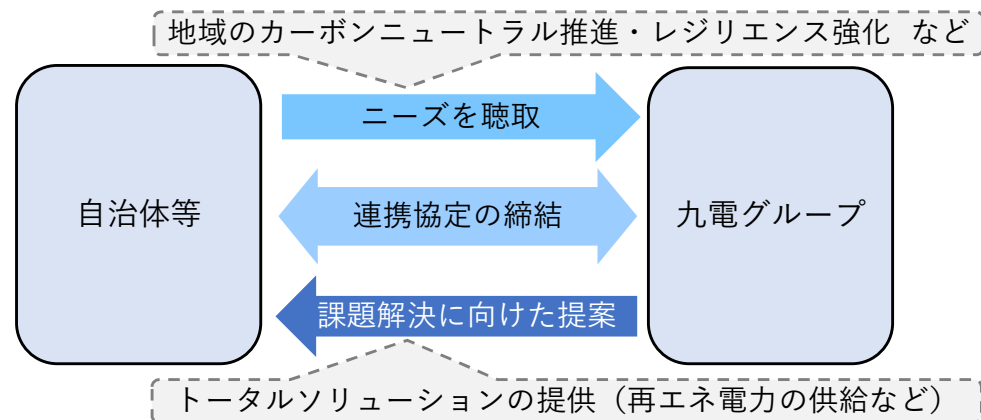 地域のカーボンニュートラル推進・レジリエンス強化 など
ニーズを聴取
自治体等
連携協定の締結
九電グループ
課題解決に向けた提案
トータルソリューションの提供（再エネ電力の供給など）